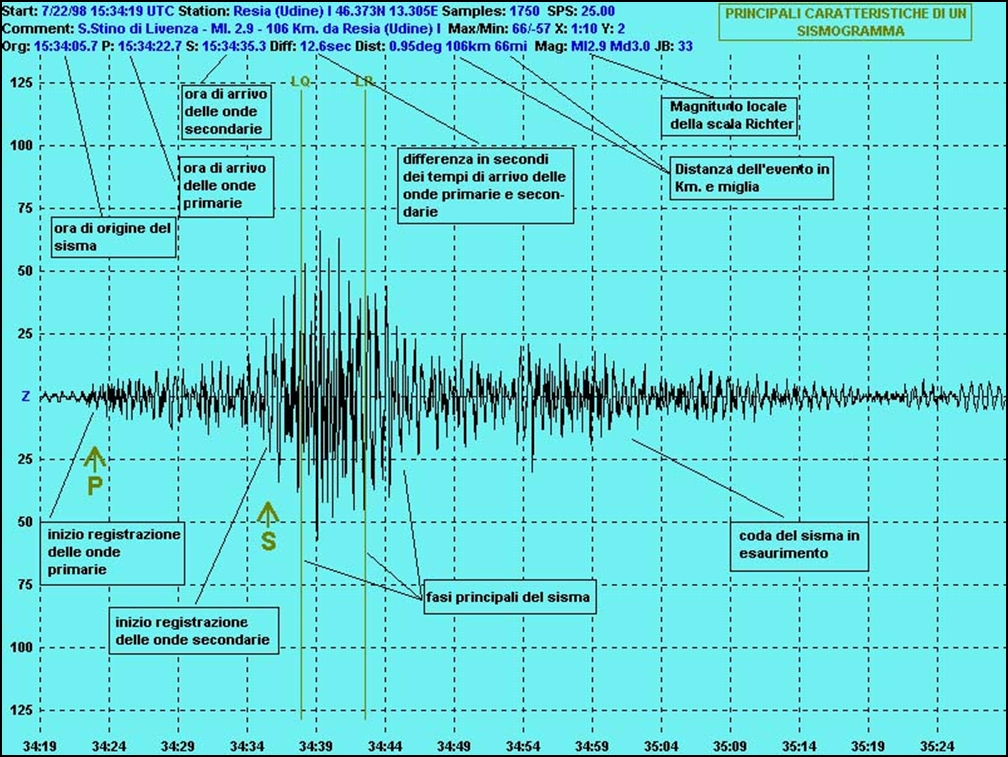 Start: 7/22/98 15:34:19 UTC Station: Resia (Udine) I 46.373N 13.305E Samples: 1750 SPS: 25.00
Comment: S.Stino di Livenza - Ml. 2.9 - 106 Km. da Resia (Udine) I Max/Min: 66/-57 X: 1:10 Y: 2
Org: 15:34:05.7 P: 15:34:22.7 S: 15:34:35.3 Diff: 12.6sec Dist: 0.95deg 106km 66mi Mag: Ml2.9 Md3.0 JB: 33
PRINCIPALI CARATTERISTICHE DI UN
SISMOGRAMMA
125
100
75
50
25
Z
25
50
75
100
125
LQ
LR
ora di arrivo
delle onde
secondarie
ora di arrivo
delle onde
primarie
ora di origine del
sisma
differenza in secondi
dei tempi di arrivo delle
onde primarie e secon-
darie
Magnitudo locale
della scala Richter
Distanza dell'evento in
Km. e miglia
P
S
inizio registrazione
delle onde
primarie
inizio registrazione
delle onde secondarie
fasi principali del sisma
coda del sisma in
esaurimento
34:19 34:24 34:29 34:34 34:39 34:44 34:49 34:54 34:59 35:04 35:09 35:14 35:19 35:24